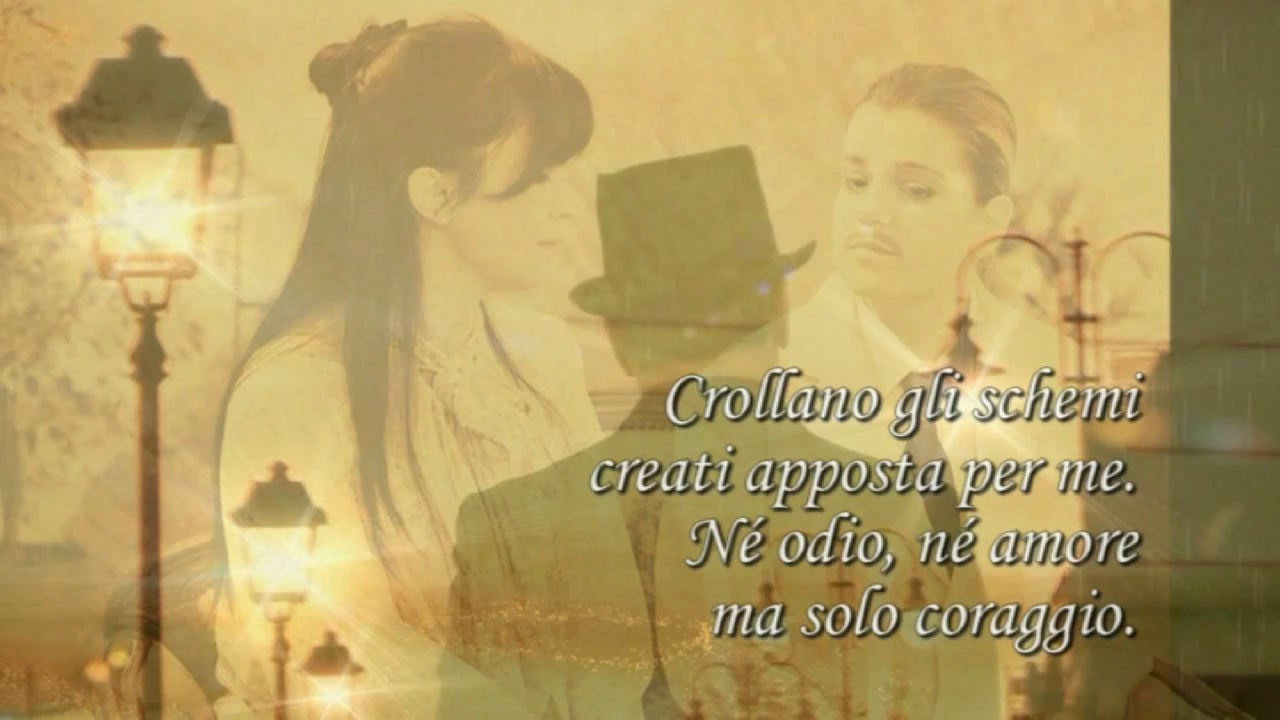 Crollano gli schemi
creati apposta per me.
Né odio, né amore
ma solo coraggio.